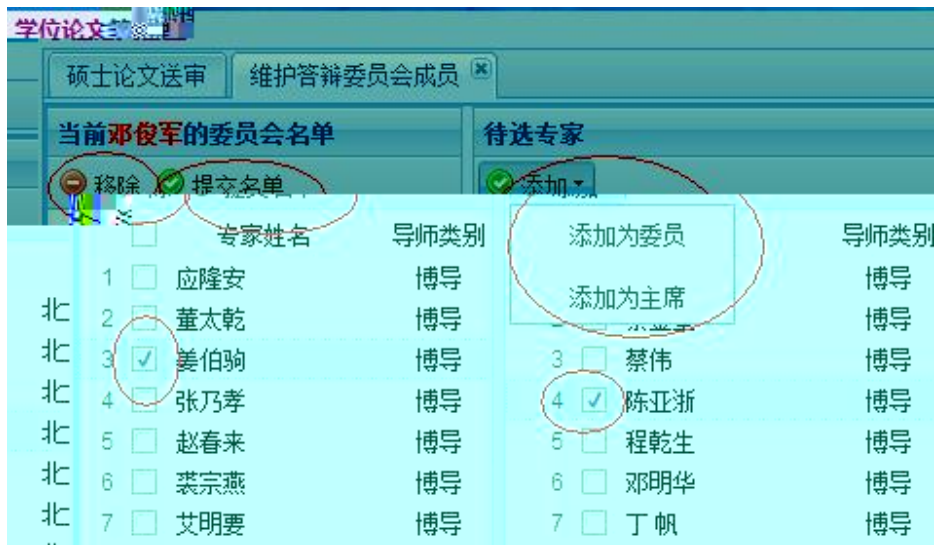 学位论文
硕士论文送审 维护答辩委员会成员
当前邓俊军的委员会名单 待选专家
移除 提交名单 添加
专家姓名 导师类别 添加为委员 导师类别
1 应隆安 博导 博导
北 2 董太乾 博导 添加为主席 博导
北 3 姜伯驹 博导 3 蔡伟 博导
北 4 张乃孝 博导 4 陈亚浙 博导
北 5 赵春来 博导 5 程乾生 博导
北 6 裘宗燕 博导 6 邓明华 博导
北 7 艾明要 博导 7 丁帆 博导